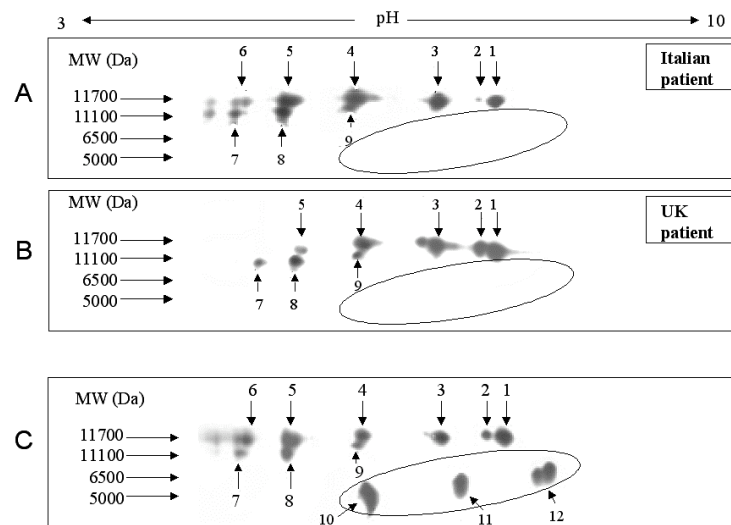 3 pH 10
A
MW (Da)
6 5 4 3 2 1
Italian
patient
11700
11100
6500
5000
7 8 9
B
MW (Da)
5 4 3 2 1
UK
patient
11700
11100
6500
5000
7 8 9
C
MW (Da)
6 5 4 3 2 1
11700
11100
6500
5000
7 8 9
10 11 12